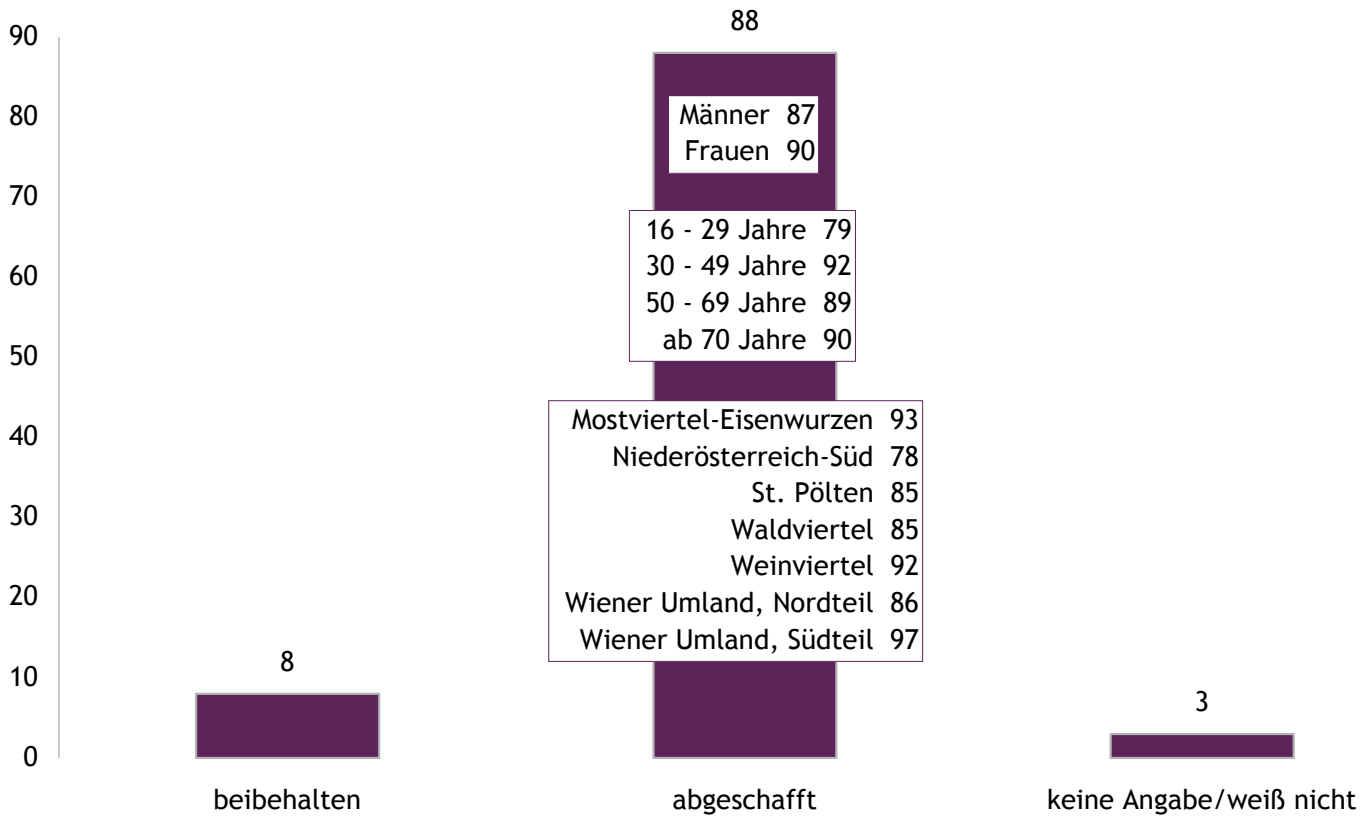 88
90
80
70
60
50
40
30
20
10
0
Männer 87
Frauen 90
16 - 29 Jahre 79
30 - 49 Jahre 92
50 - 69 Jahre 89
ab 70 Jahre 90
Mostviertel-Eisenwurzen 93
Niederösterreich-Süd 78
St. Pölten 85
Waldviertel 85
Weinviertel 92
Wiener Umland, Nordteil 86
Wiener Umland, Südteil 97
8
3
beibehalten
abgeschafft
keine Angabe/weiß nicht